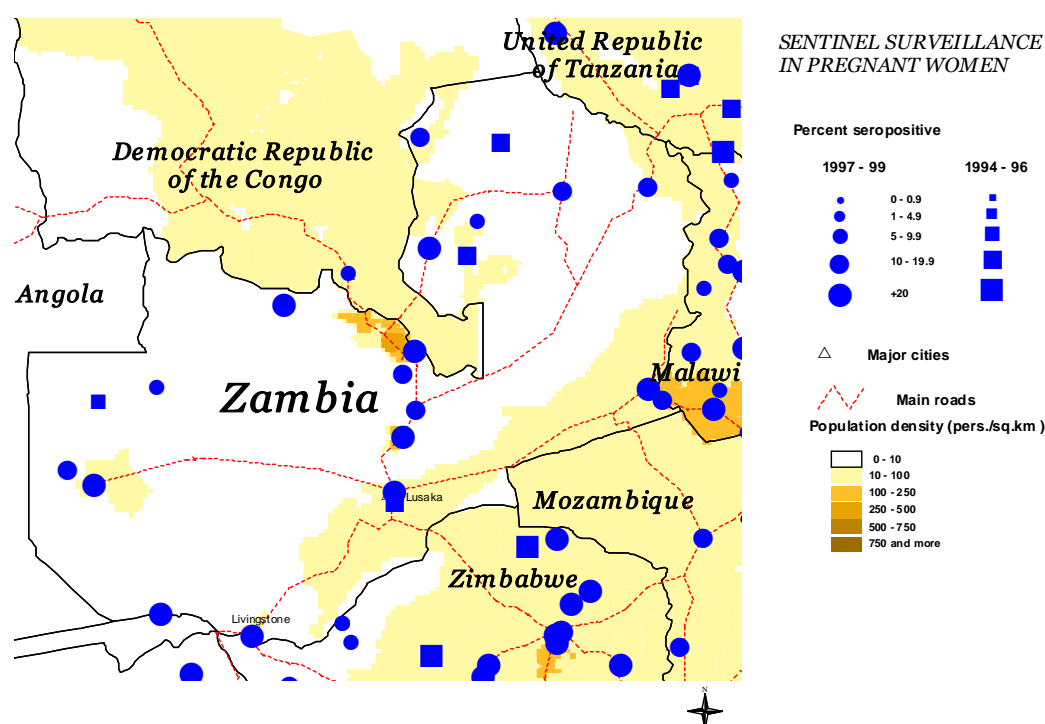 United Republic
of Tanzania
Democratic Republic
of the Congo
Angola
Zambia
Malawi
Lusaka
Mozambique
Zimbabwe
Livingstone
SENTINEL SURVEILLANCE
IN PREGNANT WOMEN
Percent seropositive
1997 - 99 1994 - 96
0 - 0.9
1 - 4.9
5 - 9.9
10 - 19.9
+20
Major cities
Main roads
Population density (pers./sq.km )
0 - 10
10 - 100
100 - 250
250 - 500
500 - 750
750 and more
N